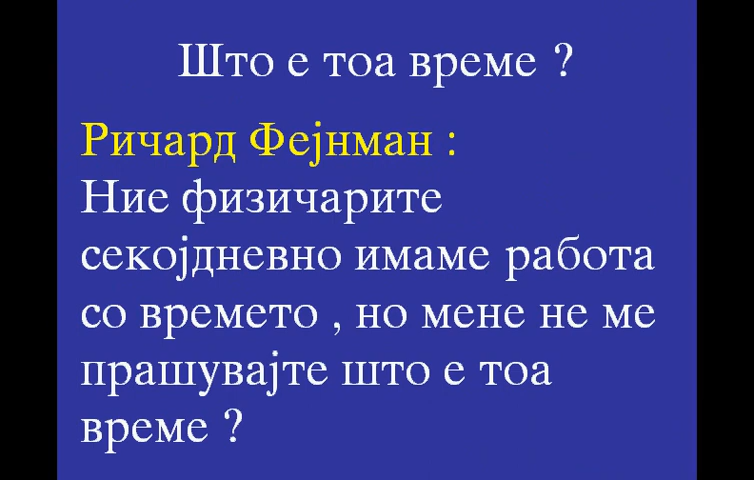 Што е тоа време ?
Ричард Фејнман :
Ние физичарите
секојдневно имаме работа
со времето , но мене не ме
прашувајте што е тоа
време ?